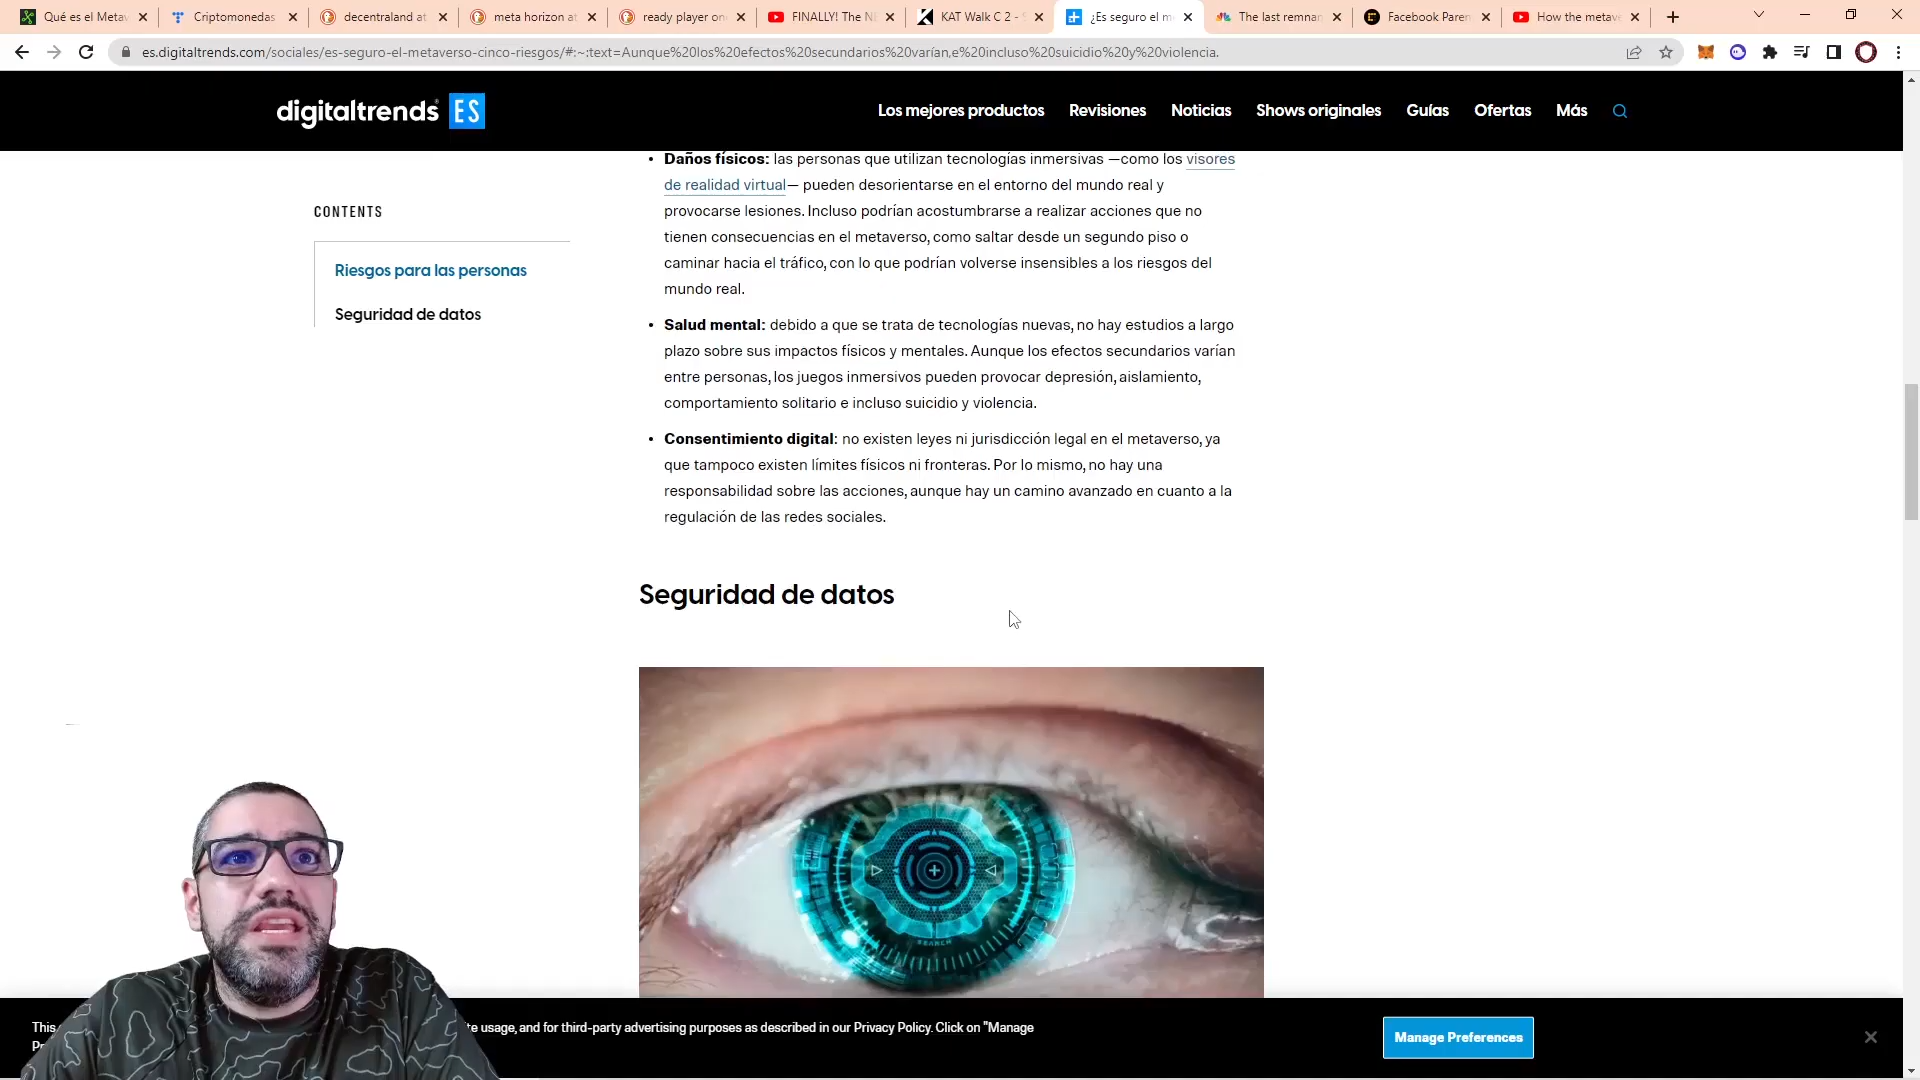 Qué es el Metav
Criptomonedas
decentraland at
meta horizon at
ready player on
FINALLY! The N
KAT Walk C 2 - S
¿Es seguro el m
The last remnan
Facebook Paren
How the metave
es.digitaltrends.com/sociales/es-seguro-el-metaverso-cinco-riesgos/#:~:text=Aunque%20los%20efectos%20secundarios%20varían,e%20incluso%20suicidio%20y%20violencia.
digitaltrends ES
Los mejores productos
Revisiones
Noticias
Shows originales
Guías
Ofertas
Más
CONTENTS
Riesgos para las personas
Seguridad de datos
• Daños físicos: las personas que utilizan tecnologías inmersivas —como los visores
de realidad virtual— pueden desorientarse en el entorno del mundo real y
provocarse lesiones. Incluso podrían acostumbrarse a realizar acciones que no
tienen consecuencias en el metaverso, como saltar desde un segundo piso o
caminar hacia el tráfico, con lo que podrían volverse insensibles a los riesgos del
mundo real.
• Salud mental: debido a que se trata de tecnologías nuevas, no hay estudios a largo
plazo sobre sus impactos físicos y mentales. Aunque los efectos secundarios varían
entre personas, los juegos inmersivos pueden provocar depresión, aislamiento,
comportamiento solitario e incluso suicidio y violencia.
• Consentimiento digital: no existen leyes ni jurisdicción legal en el metaverso, ya
que tampoco existen límites físicos ni fronteras. Por lo mismo, no hay una
responsabilidad sobre las acciones, aunque hay un camino avanzado en cuanto a la
regulación de las redes sociales.
Seguridad de datos
SEARCH
This
te usage, and for third-party advertising purposes as described in our Privacy Policy. Click on "Manage
Manage Preferences